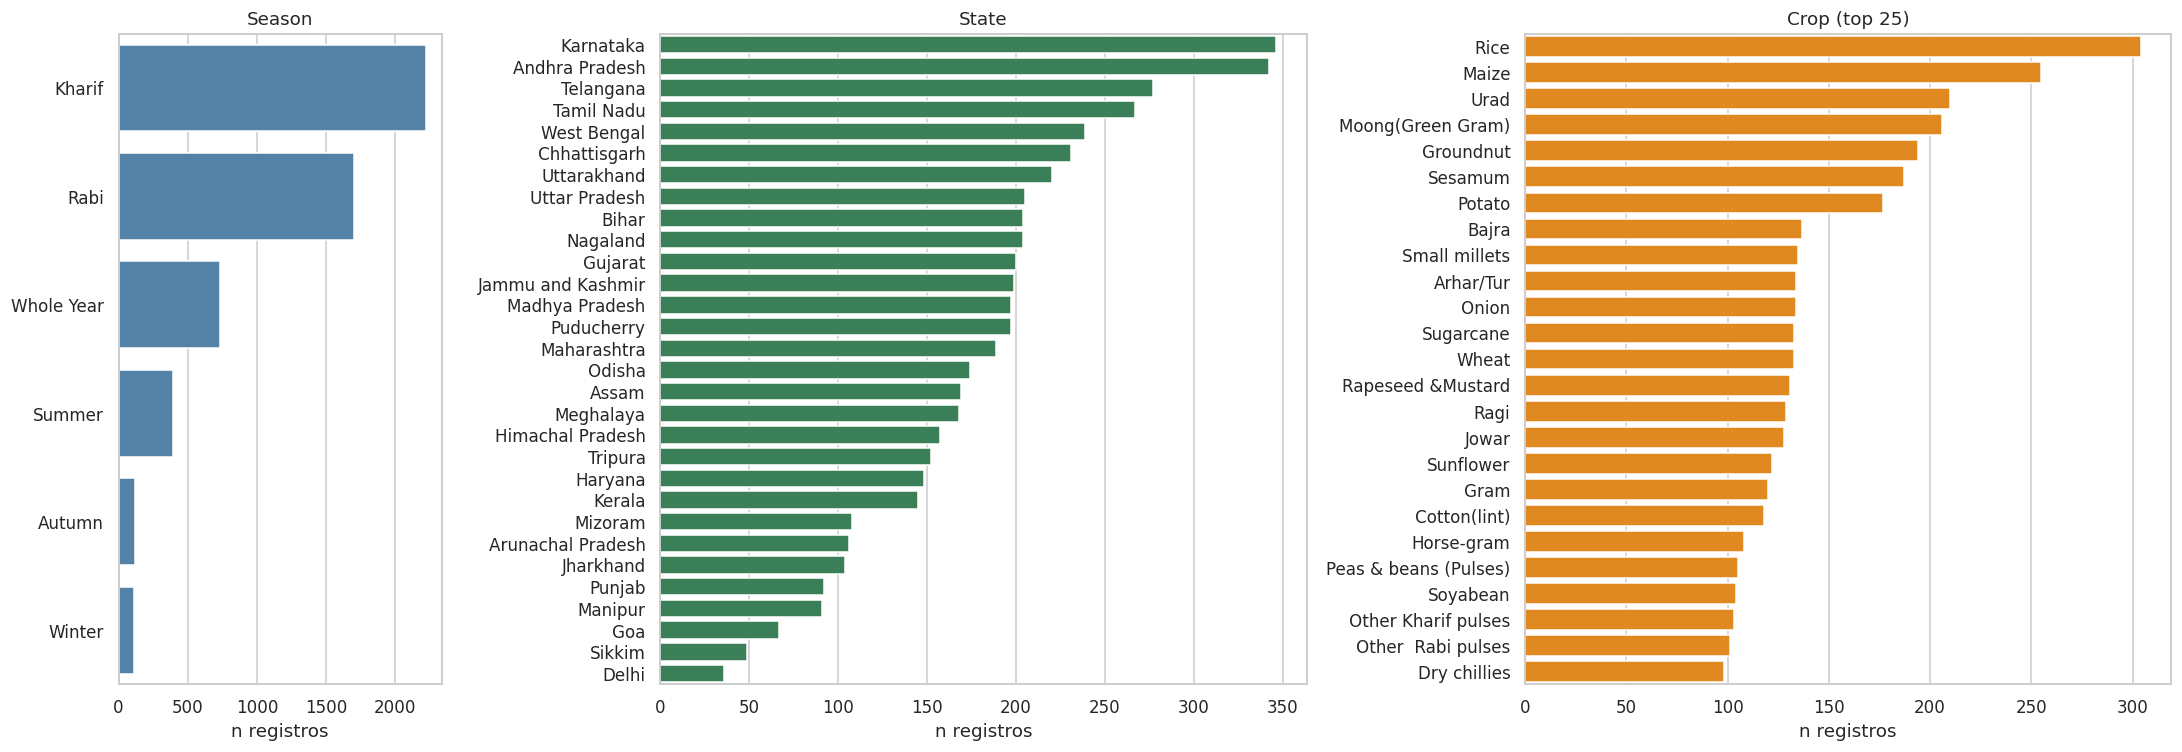 Season
Kharif
Rabi
Whole Year
Summer
Autumn
Winter
0 500 1000 1500 2000
n registros
State
Karnataka
Andhra Pradesh
Telangana
Tamil Nadu
West Bengal
Chhattisgarh
Uttarakhand
Uttar Pradesh
Bihar
Nagaland
Gujarat
Jammu and Kashmir
Madhya Pradesh
Puducherry
Maharashtra
Odisha
Assam
Meghalaya
Himachal Pradesh
Tripura
Haryana
Kerala
Mizoram
Arunachal Pradesh
Jharkhand
Punjab
Manipur
Goa
Sikkim
Delhi
0 50 100 150 200 250 300 350
n registros
Crop (top 25)
Rice
Maize
Urad
Moong(Green Gram)
Groundnut
Sesamum
Potato
Bajra
Small millets
Arhar/Tur
Onion
Sugarcane
Wheat
Rapeseed &Mustard
Ragi
Jowar
Sunflower
Gram
Cotton(lint)
Horse-gram
Peas & beans (Pulses)
Soyabean
Other Kharif pulses
Other  Rabi pulses
Dry chillies
0 50 100 150 200 250 300
n registros